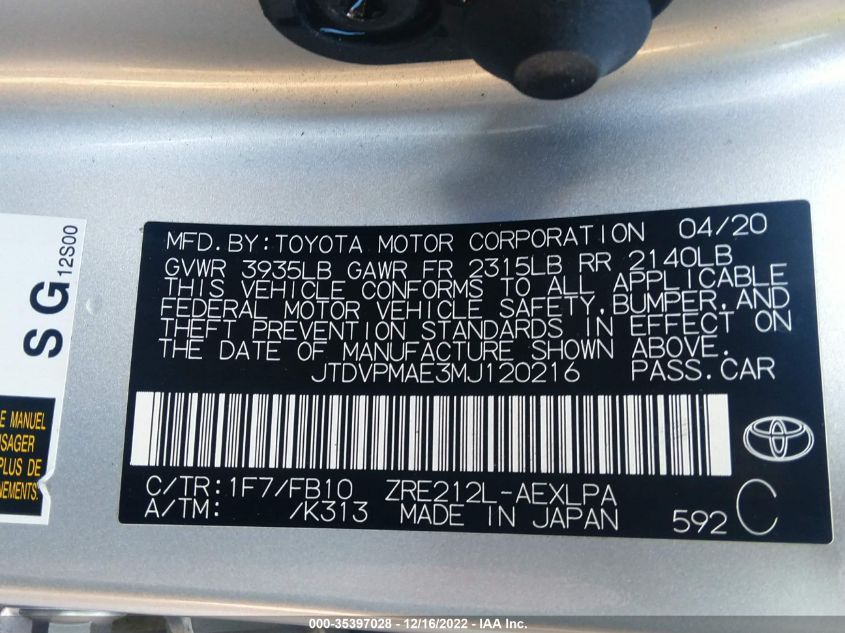 MFD. BY: TOYOTA MOTOR CORPORATION 04/20
GVWR 3935LB GAWR FR 2315LB RR 2140LB
THIS VEHICLE CONFORMS TO ALL APPLICABLE
FEDERAL MOTOR VEHICLE SAFETY, BUMPER, AND
THEFT PREVENTION STANDARDS IN EFFECT ON
THE DATE OF MANUFACTURE SHOWN ABOVE.
JTDVPMAE3MJ120216 PASS. CAR
C/TR: 1F7/FB10 ZRE212L-AEXLPA
A/TM: /K313 MADE IN JAPAN 592 C
SG
12S00
E MANUEL
PLUS DE
000-35397028 - 12/16/2022 - IAA Inc.